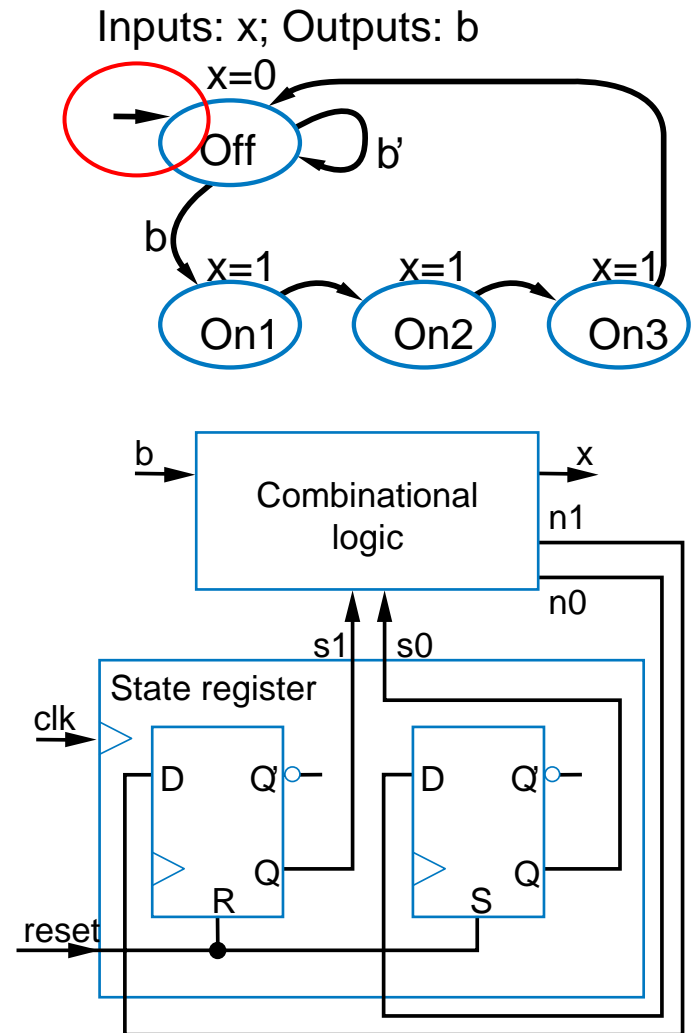 Inputs: x; Outputs: b
x=0
Off
b'
b
x=1 x=1 x=1
On1 On2 On3
b
x
Combinational
logic
n1
n0
s1 s0
State register
clk
D Q' D Q'
Q Q
R S
reset